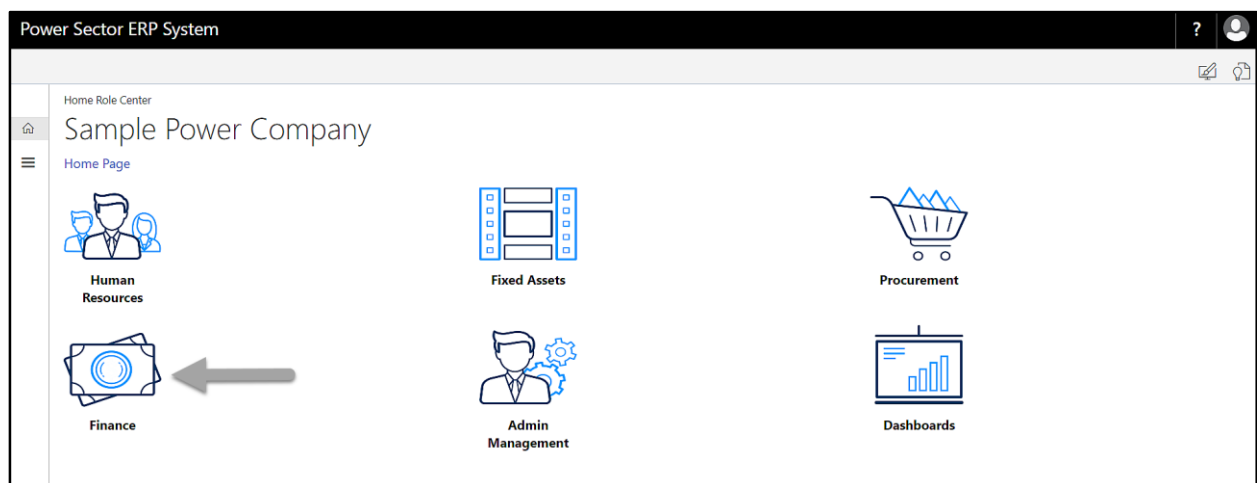 Power Sector ERP System
?
Home Role Center
Sample Power Company
Home Page
Human
Resources
Fixed Assets
Procurement
Finance
Admin
Management
Dashboards